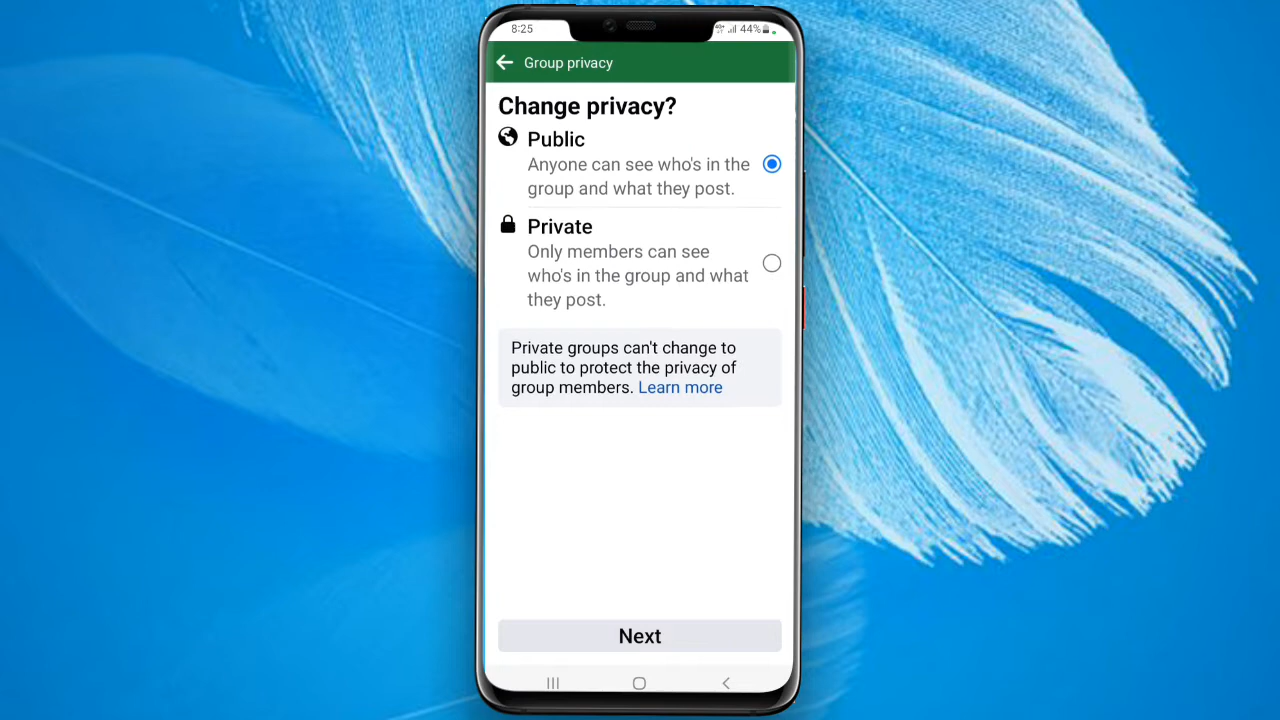 8:25
44%
Group privacy
Change privacy?
Public
Anyone can see who's in the
group and what they post.
Private
Only members can see
who's in the group and what
they post.
Private groups can't change to
public to protect the privacy of
group members. Learn more
Next